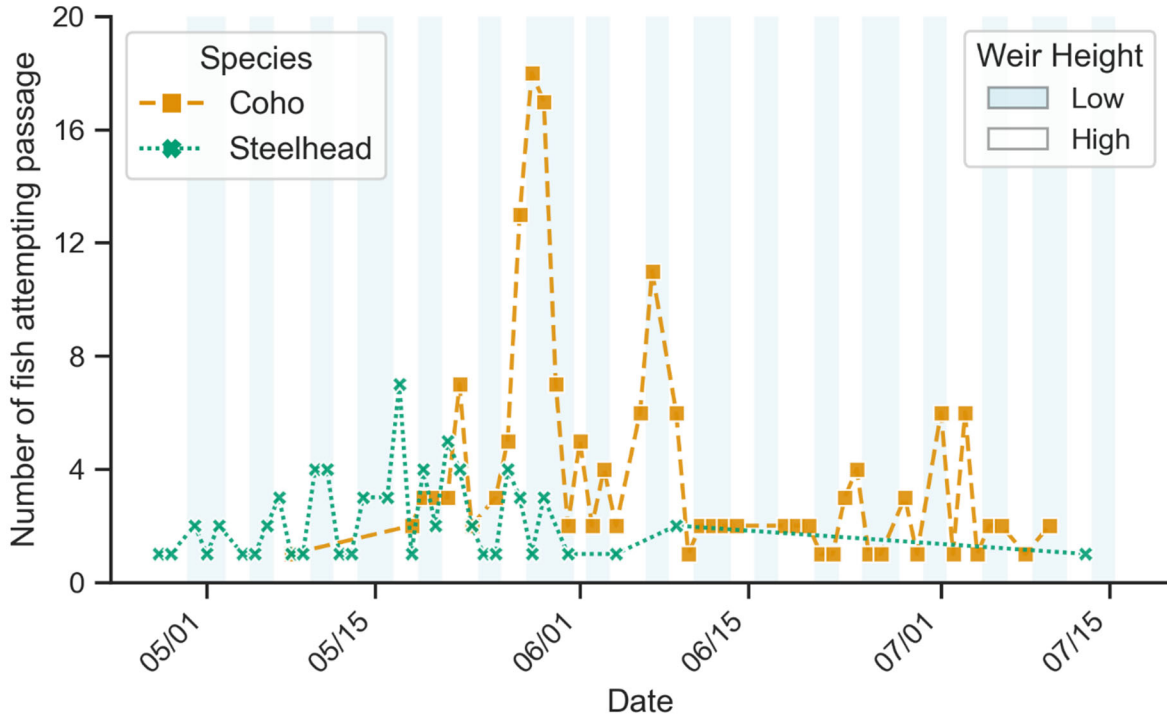 Number of fish attempting passage
20
16
12
8
4
0
Species
Coho
Steelhead
Weir Height
Low
High
05/01
05/15
06/01
06/15
07/01
07/15
Date